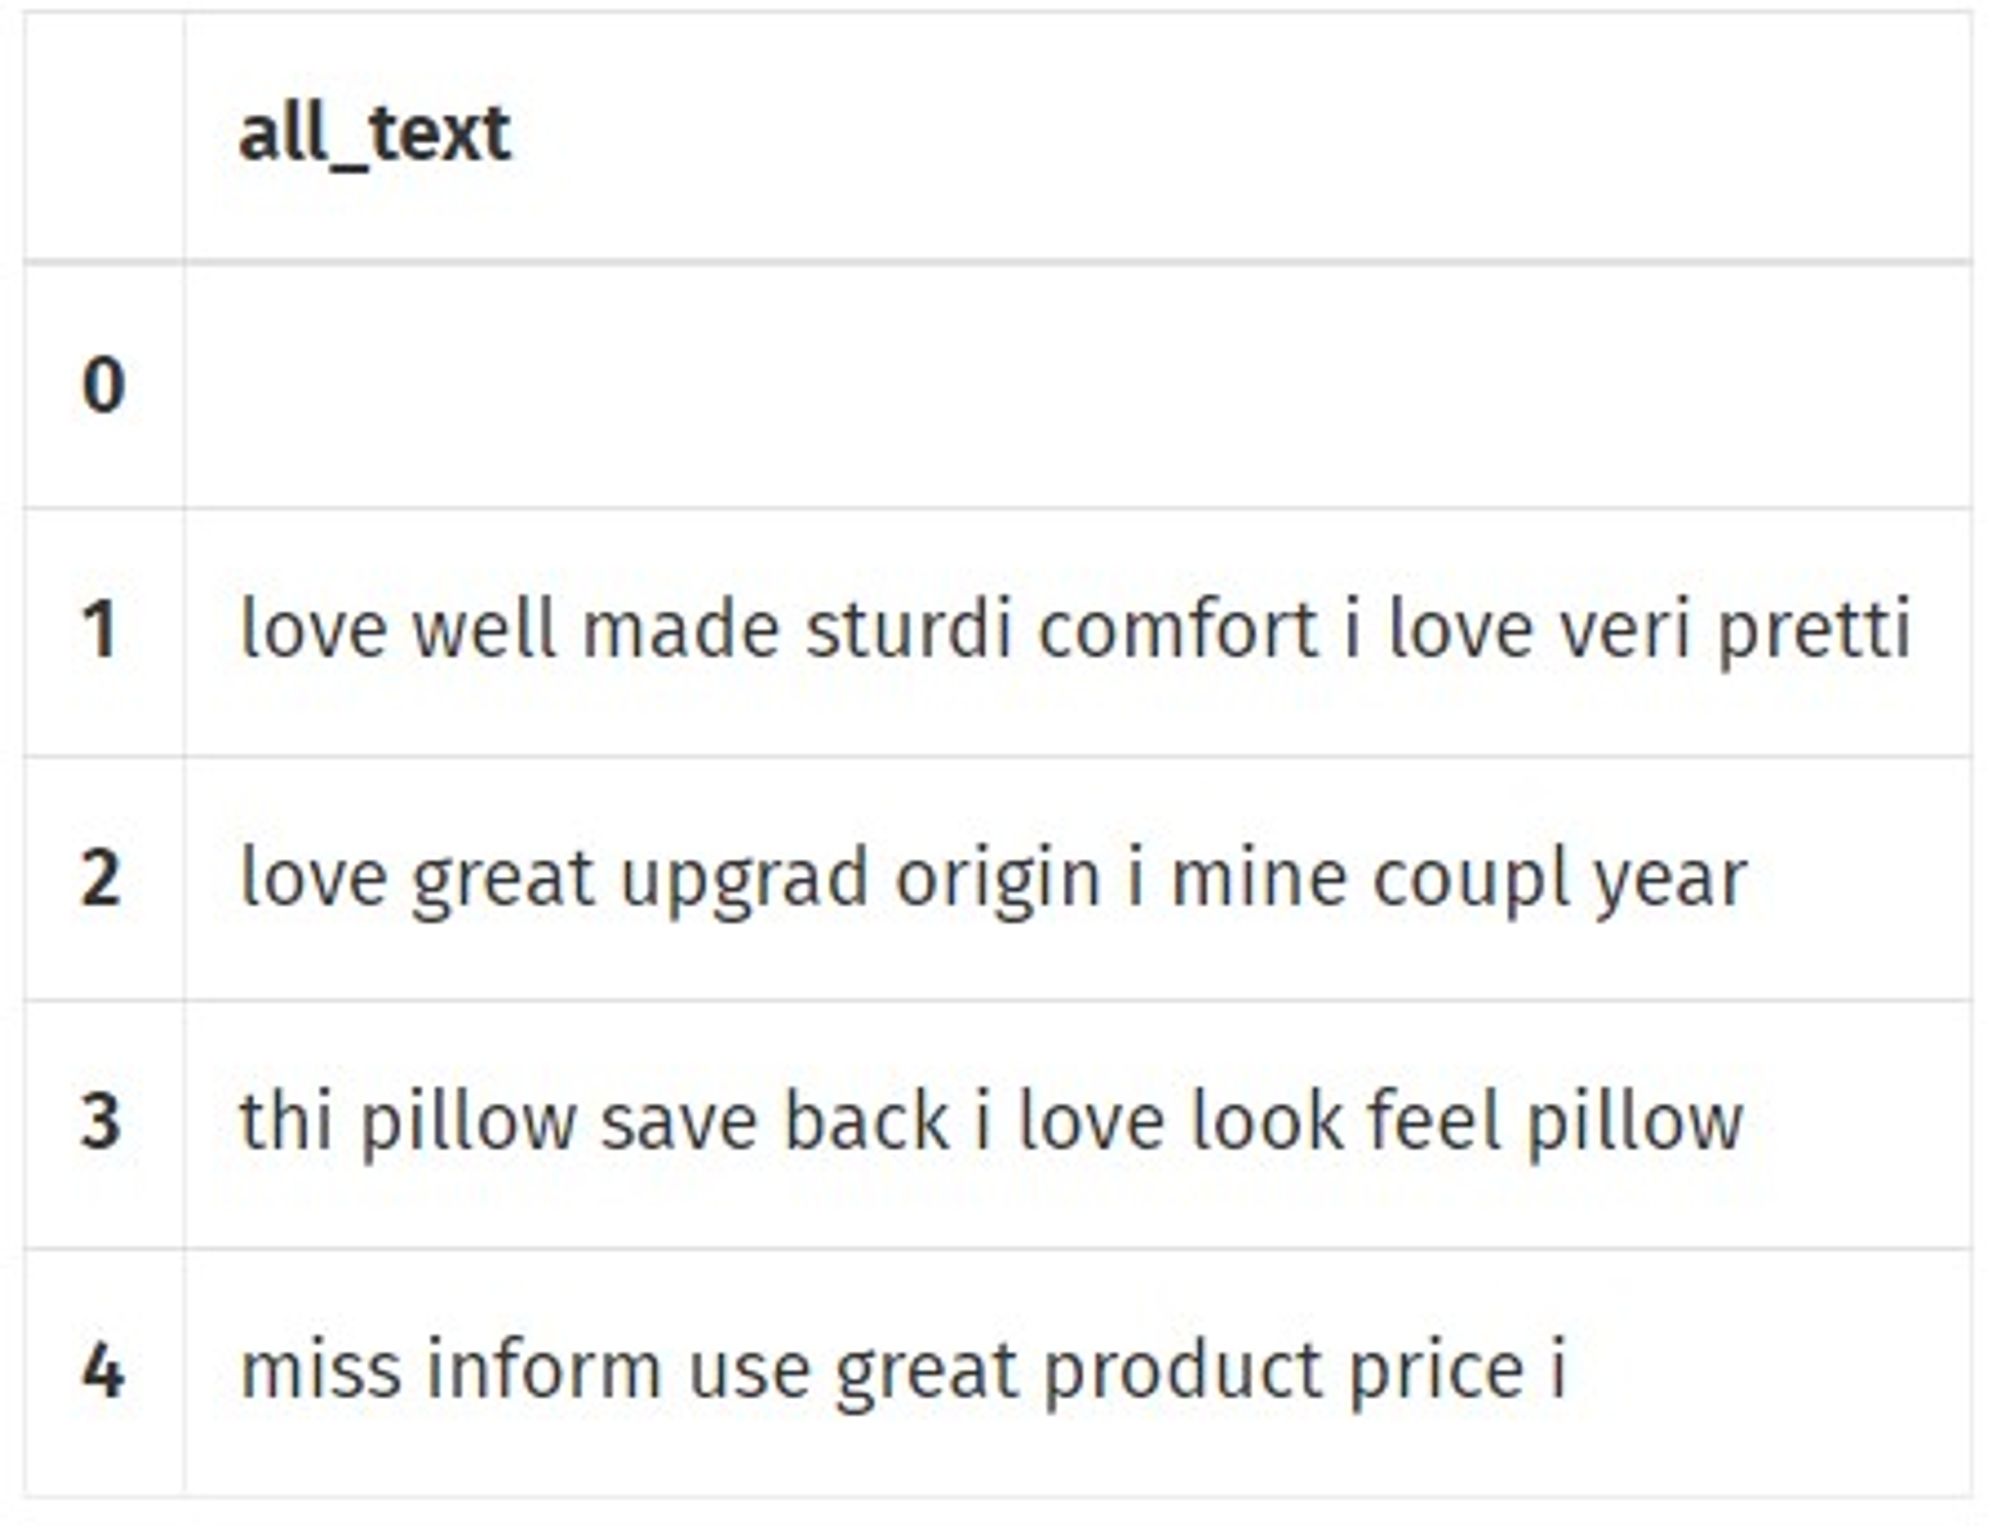 all_text
0
1 love well made sturdi comfort i love veri pretti
2 love great upgrad origin i mine coupl year
3 thi pillow save back i love look feel pillow
4 miss inform use great product price i